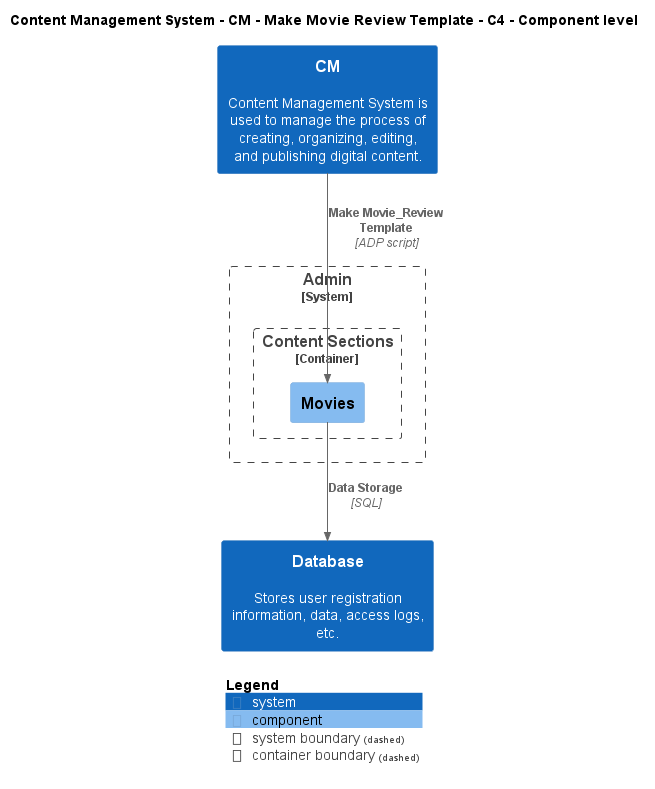 Content Management System - CM - Make Movie Review Template - C4 - Component level
CM
Content Management System is
used to manage the process of
creating, organizing, editing,
and publishing digital content.
Make Movie_Review
Template
[ADP script]
Admin
[System]
Content Sections
[Container]
Movies
Data Storage
[SQL]
Database
Stores user registration
information, data, access logs,
etc.
Legend
system
component
system boundary (dashed)
container boundary (dashed)